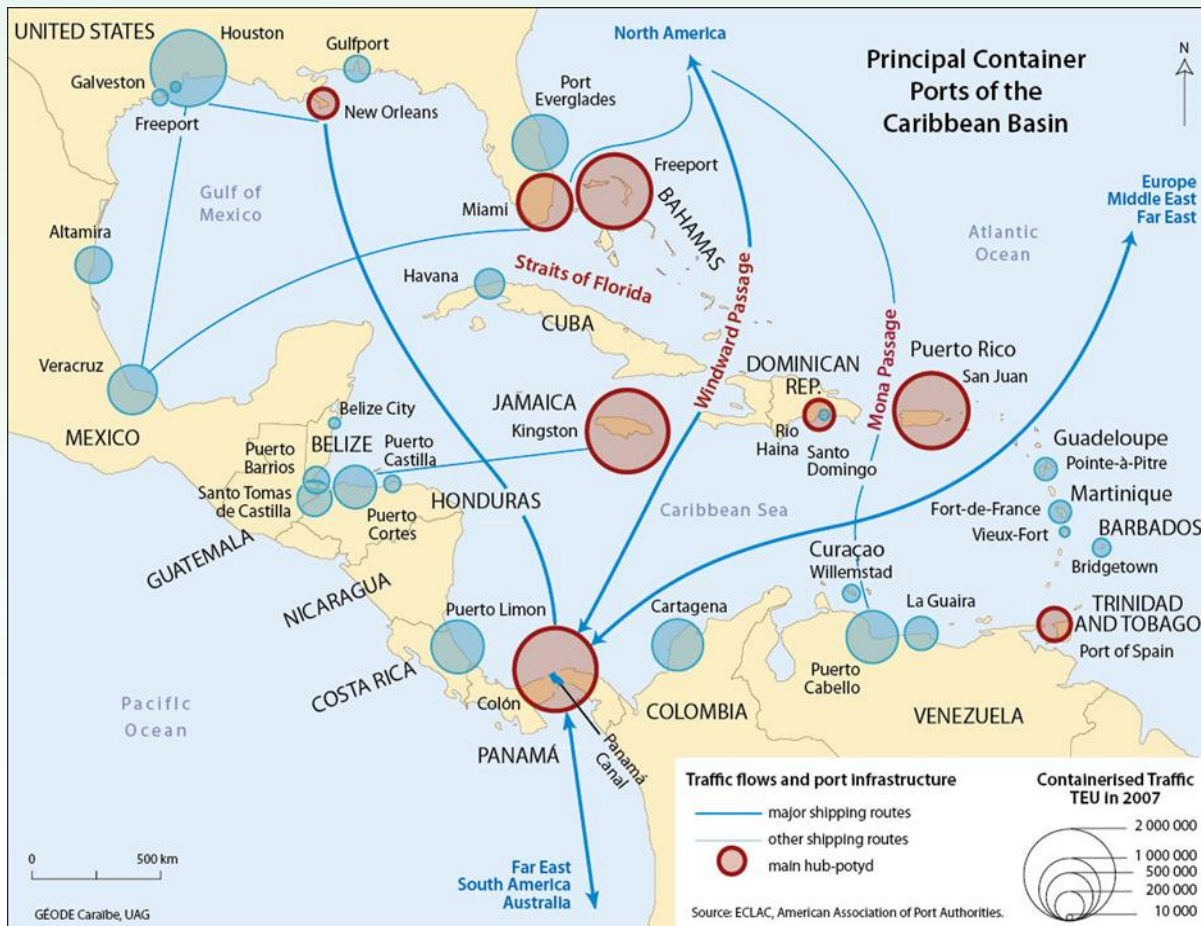 UNITED STATES
Houston
Gulfport
North America
Principal Container
Ports of the
Caribbean Basin
N
Galveston
Freeport
New Orleans
Port
Everglades
Freeport
BAHAMAS
Miami
Gulf of
Mexico
Europe
Middle East
Far East
Atlantic
Ocean
Altamira
Havana
Straits of Florida
CUBA
Windward Passage
Mona Passage
Veracruz
MEXICO
Belize City
BELIZE
Puerto
Barrios
Puerto
Castilla
Santo Tomas
de Castilla
Puerto
Cortes
HONDURAS
GUATEMALA
NICARAGUA
JAMAICA
Kingston
DOMINICAN
REP.
Rio
Haina
Santo
Domingo
Puerto Rico
San Juan
Guadeloupe
Pointe-à-Pitre
Martinique
Fort-de-France
Vieux-Fort
BARBADOS
Bridgetown
Caribbean Sea
Curaçao
Willemstad
La Guaira
TRINIDAD
AND TOBAGO
Port of Spain
Puerto Limon
Cartagena
Puerto
Cabello
COSTA RICA
Colón
PANAMÁ
Panamá
Canal
COLOMBIA
VENEZUELA
Pacific
Ocean
Far East
South America
Australia
0 500 km
GÉODE Caraïbe, UAG
Traffic flows and port infrastructure
major shipping routes
other shipping routes
main hub-potyd
Containerised Traffic
TEU in 2007
2 000 000
1 000 000
500 000
200 000
10 000
Source: ECLAC, American Association of Port Authorities.